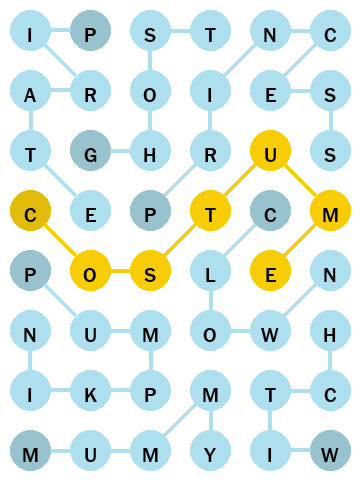 I P S T N C
A R O I E S
T G H R U S
C E P T C M
P O S L E N
N U M O W H
I K P M T C
M U M Y I W